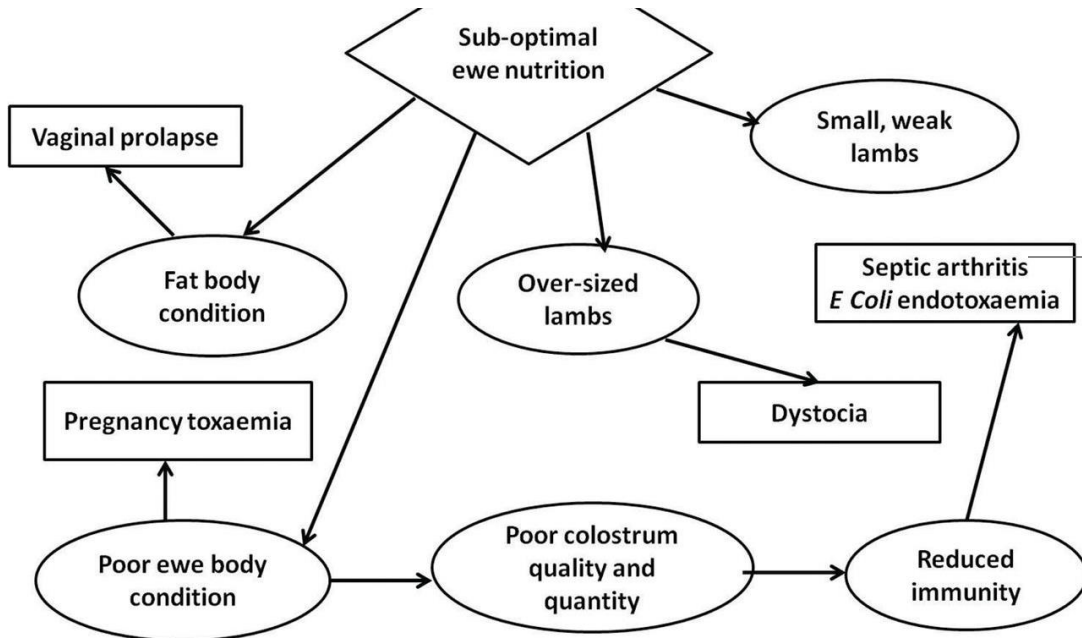 Sub-optimal
ewe nutrition
Vaginal prolapse
Small, weak
lambs
Fat body
condition
Over-sized
lambs
Septic arthritis
E Coli endotoxaemia
Pregnancy toxaemia
Dystocia
Poor ewe body
condition
Poor colostrum
quality and
quantity
Reduced
immunity